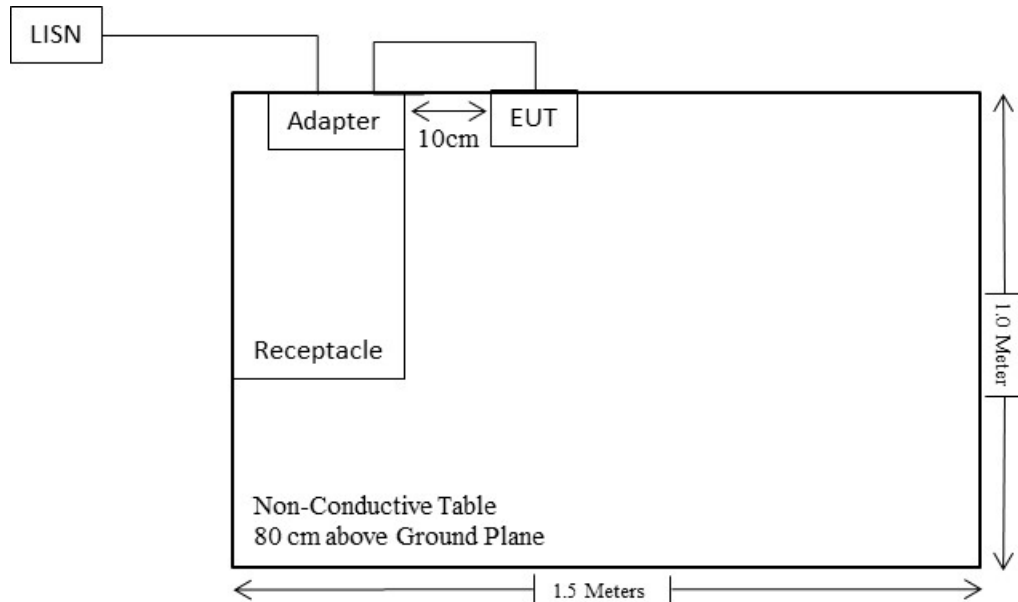 LISN
Adapter
EUT
10cm
Receptacle
1.0 Meter
Non-Conductive Table
80 cm above Ground Plane
1.5 Meters